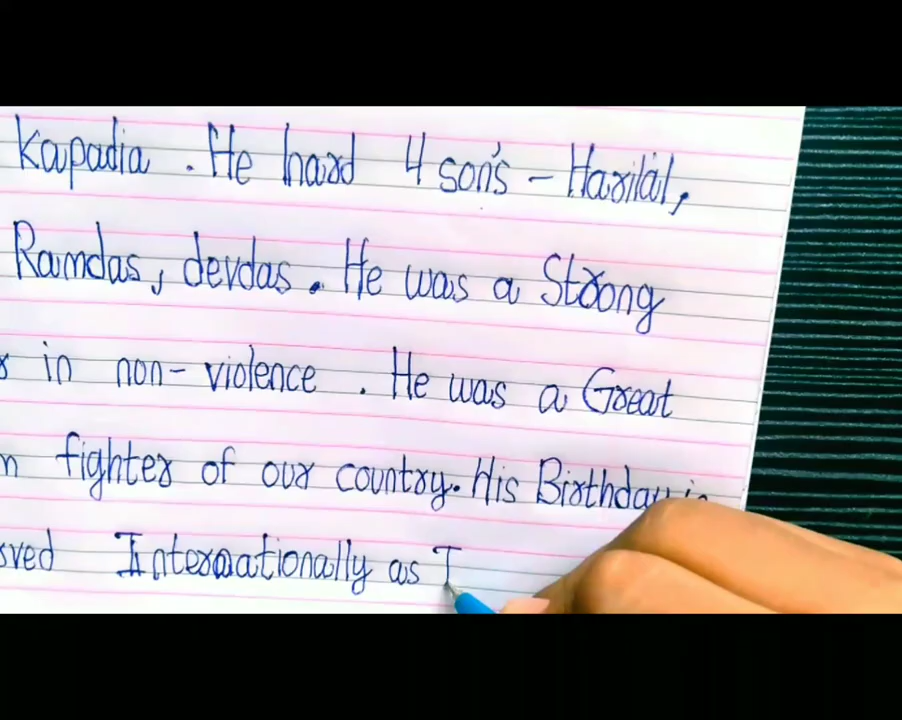 Kapadia . He hard 4 son's – Harilal,
Ramdas, devdas . He was a Strong
in non-violence . He was a Great
fighter of our country. His Birthday is
Internationally as I